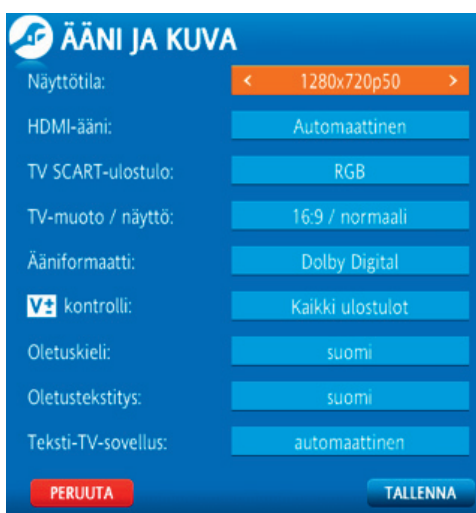 ÄÄNI JA KUVA
Näyttötila: < 1280x720p50 >
HDMI-ääni: Automaattinen
TV SCART-ulostulo: RGB
TV-muoto / näyttö: 16:9 / normaali
Ääniformaatti: Dolby Digital
V± kontrolli: Kaikki ulostulot
Oletuskieli: suomi
Oletustekstitys: suomi
Teksti-TV-sovellus: automaattinen
PERUUTA TALLENNA